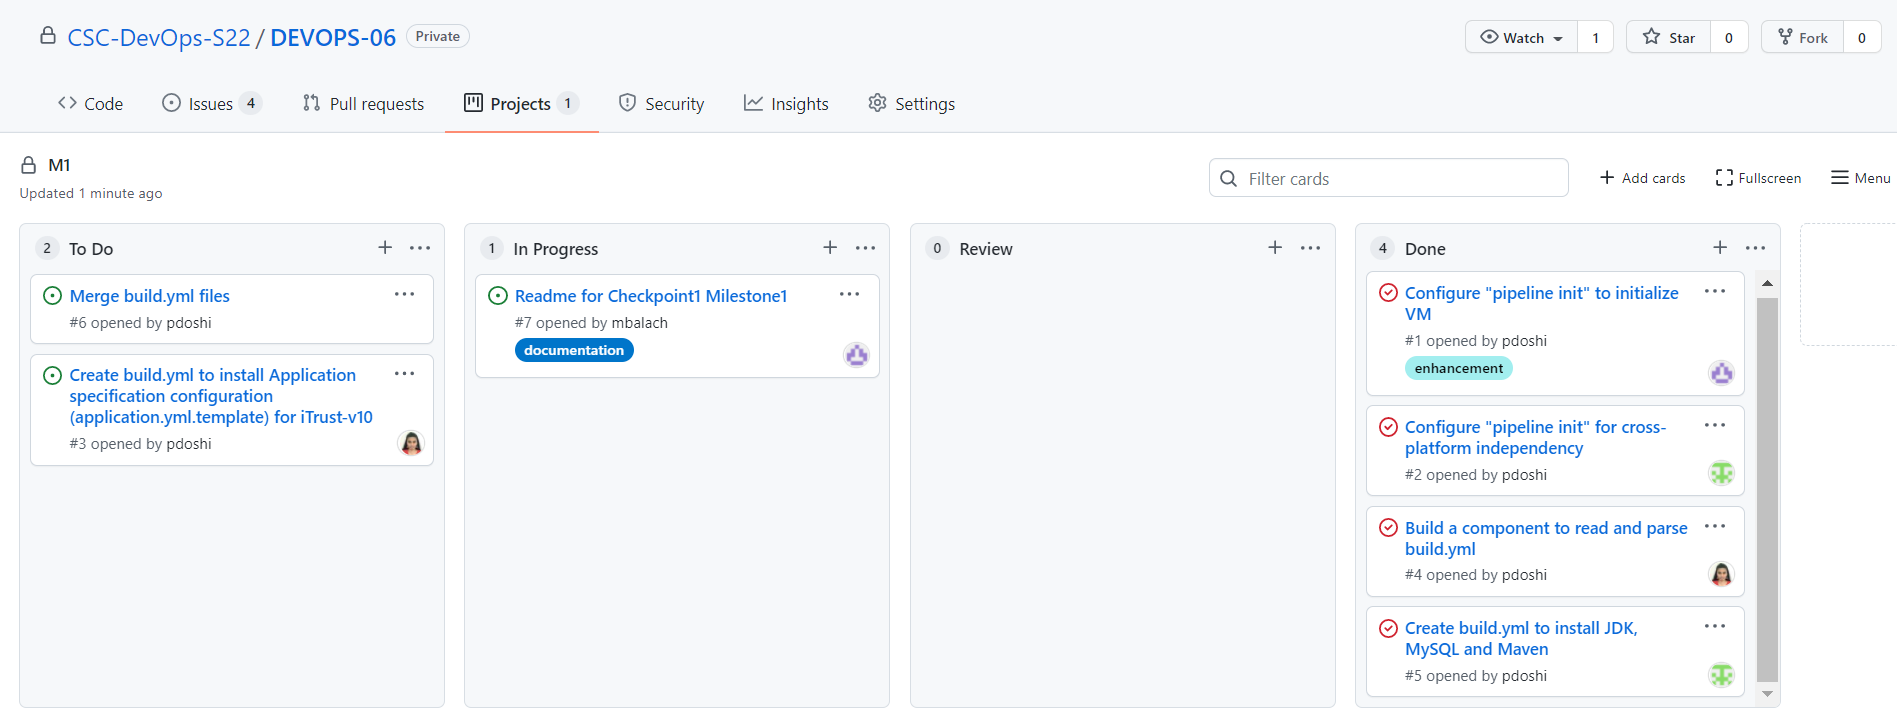 CSC-DevOps-S22 / DEVOPS-06 Private
Watch 1
Star 0
Fork 0
Code
Issues 4
Pull requests
Projects 1
Security
Insights
Settings
M1
Updated 1 minute ago
Filter cards
Add cards
Fullscreen
Menu
2 To Do
Merge build.yml files
#6 opened by pdoshi
Create build.yml to install Application
specification configuration
(application.yml.template) for iTrust-v10
#3 opened by pdoshi
1 In Progress
Readme for Checkpoint1 Milestone1
#7 opened by mbalach
documentation
0 Review
4 Done
Configure "pipeline init" to initialize
VM
#1 opened by pdoshi
enhancement
Configure "pipeline init" for cross-
platform independency
#2 opened by pdoshi
Build a component to read and parse
build.yml
#4 opened by pdoshi
Create build.yml to install JDK,
MySQL and Maven
#5 opened by pdoshi